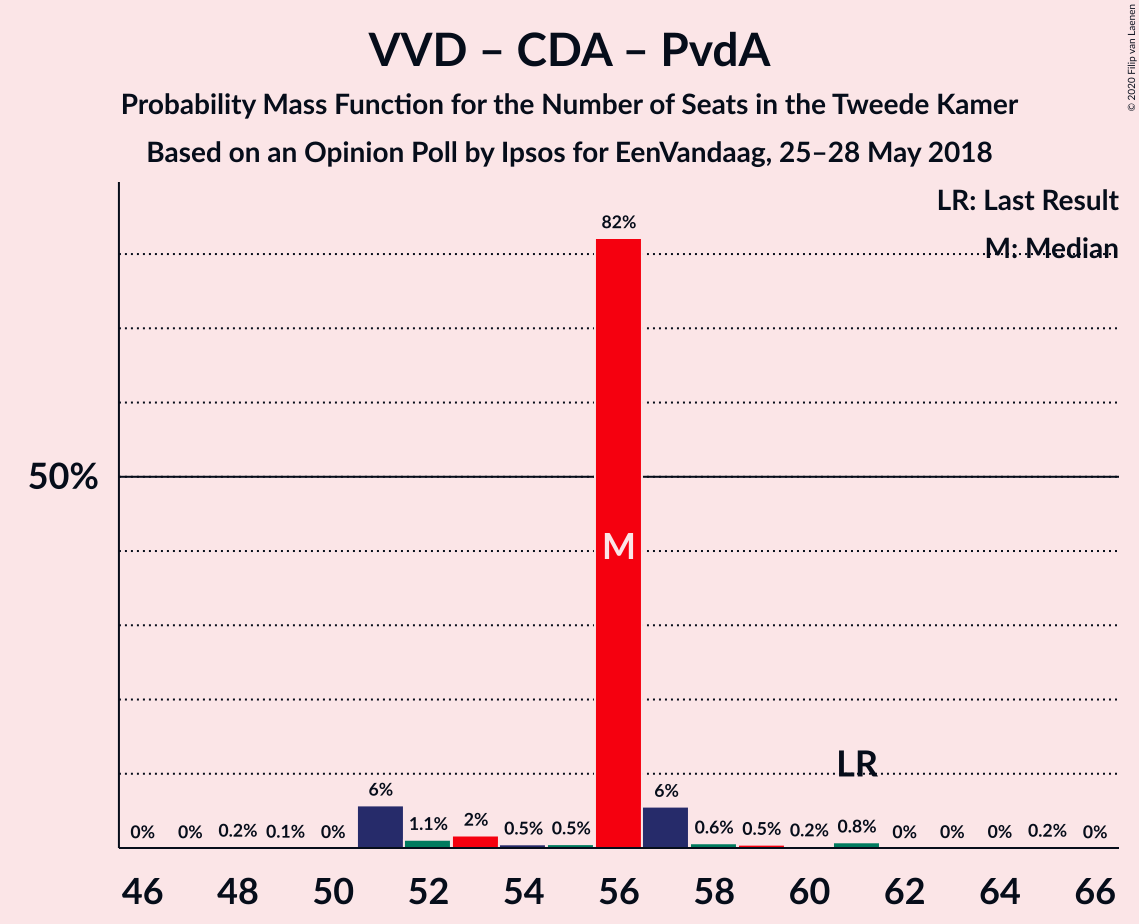 VVD – CDA – PvdA
Probability Mass Function for the Number of Seats in the Tweede Kamer
Based on an Opinion Poll by Ipsos for EenVandaag, 25–28 May 2018
© 2020 Filip van Laenen
LR: Last Result
M: Median
82%
50%
M
LR
6%
6%
0% 0% 0.2% 0.1% 0% 1.1% 2% 0.5% 0.5% 0.6% 0.5% 0.2% 0.8% 0% 0% 0% 0.2% 0%
46 48 50 52 54 56 58 60 62 64 66